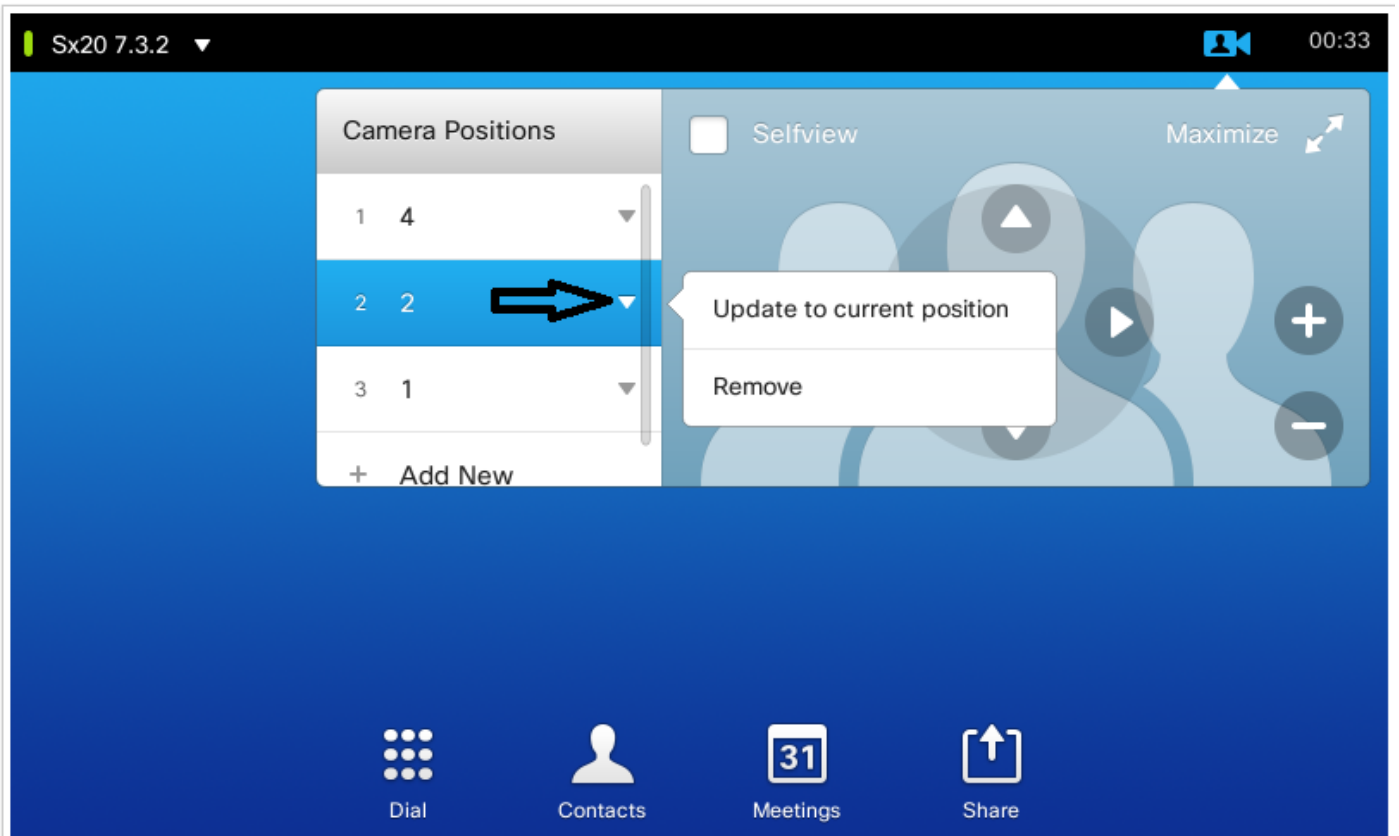 Sx20 7.3.2
00:33
Camera Positions
Selfview
Maximize
1 4
2 2
Update to current position
3 1
Remove
+ Add New
31
Dial
Contacts
Meetings
Share